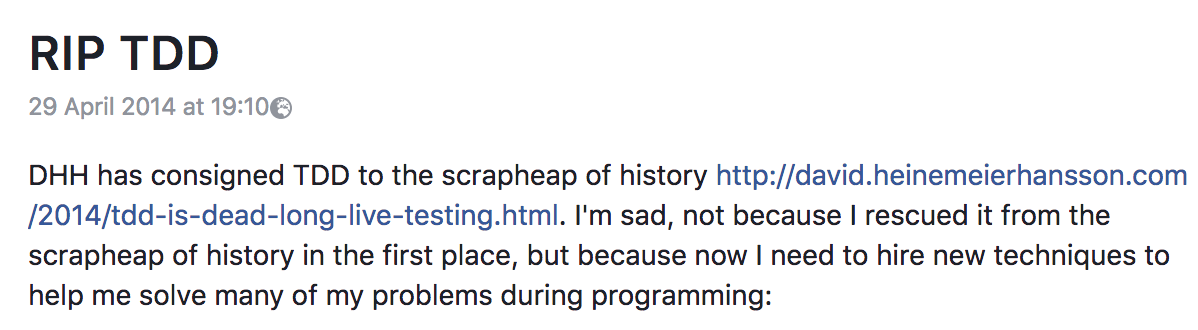 RIP TDD
29 April 2014 at 19:10
DHH has consigned TDD to the scrapheap of history http://david.heinemeierhansson.com
/2014/tdd-is-dead-long-live-testing.html. I'm sad, not because I rescued it from the
scrapheap of history in the first place, but because now I need to hire new techniques to
help me solve many of my problems during programming: